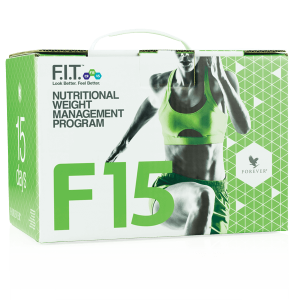 F.I.T.
Look Better. Feel Better.
NUTRITIONAL
WEIGHT
MANAGEMENT
PROGRAM
F15
15
days
FOREVER